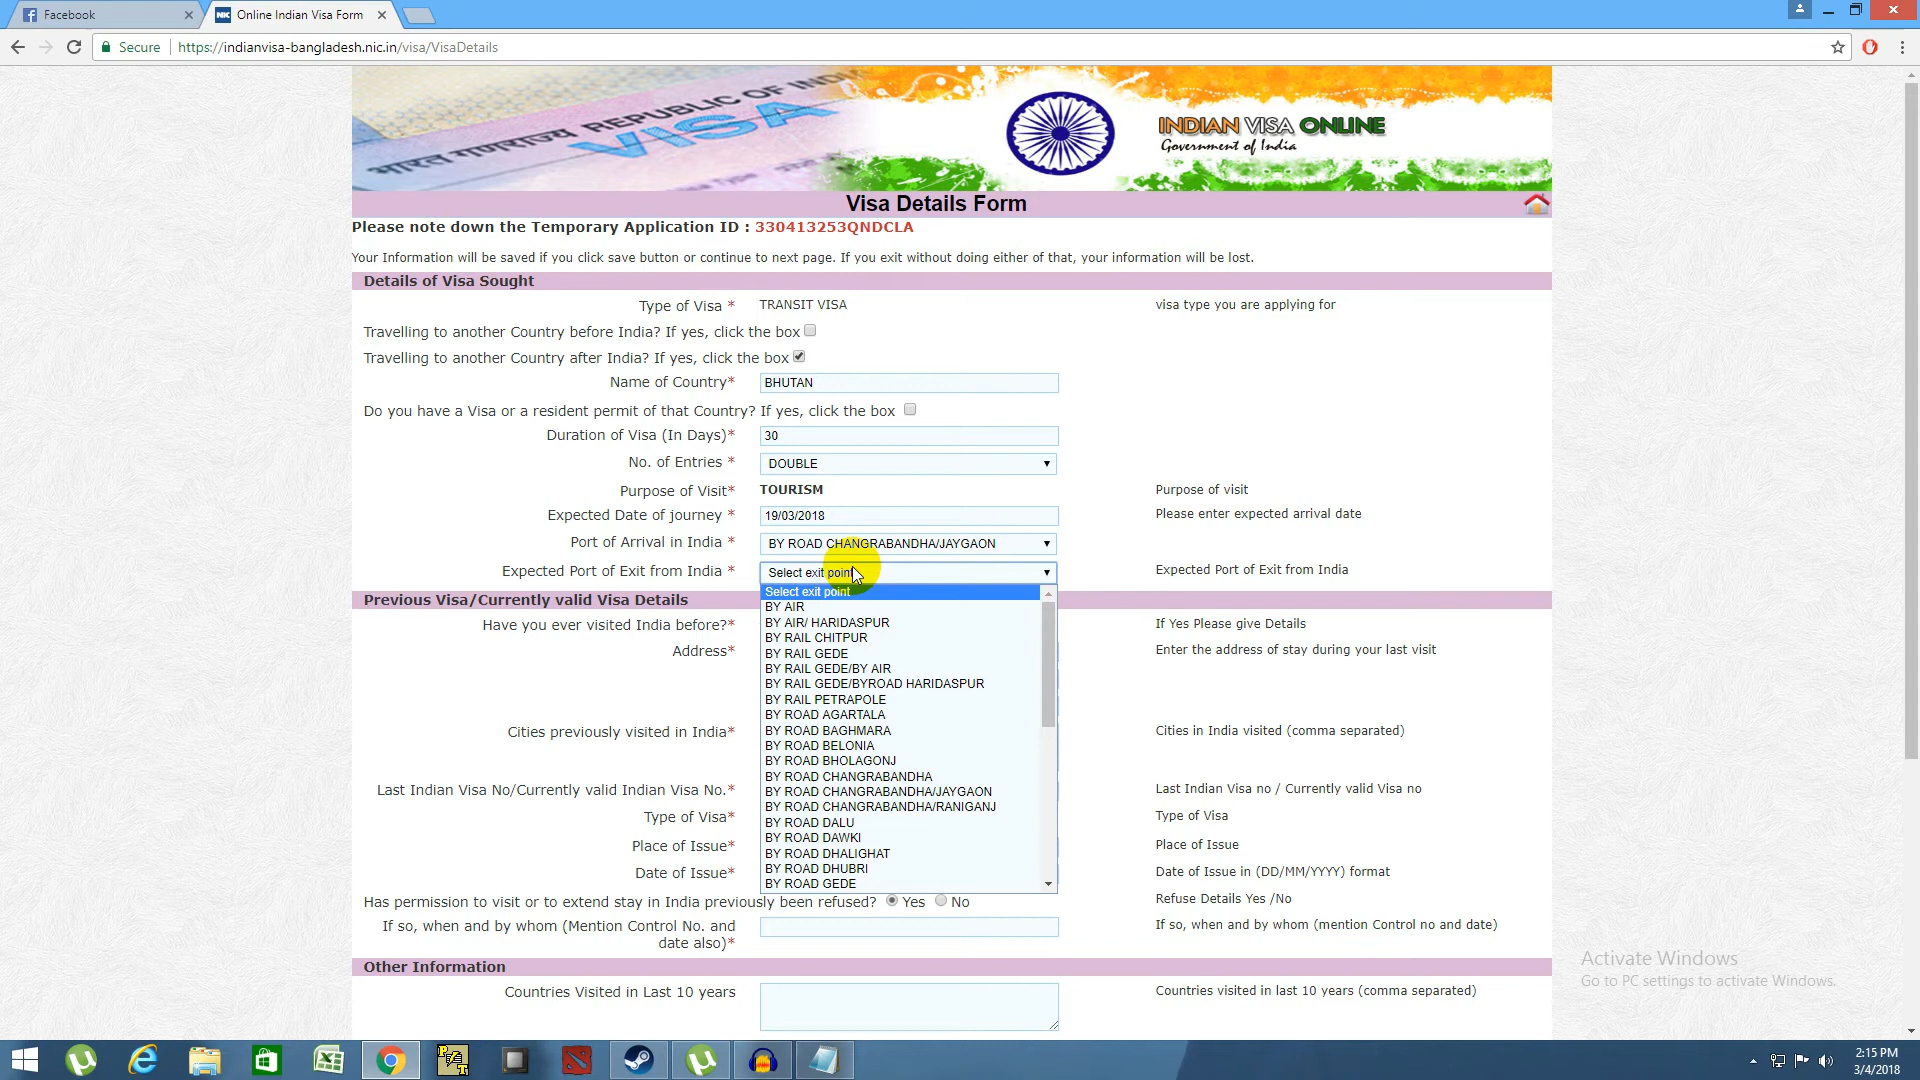 Facebook
Online Indian Visa Form
Secure
https://indianvisa-bangladesh.nic.in/visa/VisaDetails
भारत गणराज्य REPUBLIC OF INDIA
VISA
INDIAN VISA ONLINE
Government of India
Visa Details Form
Please note down the Temporary Application ID : 330413253QNDCLA
Your Information will be saved if you click save button or continue to next page. If you exit without doing either of that, your information will be lost.
Details of Visa Sought
Type of Visa * TRANSIT VISA visa type you are applying for
Travelling to another Country before India? If yes, click the box
Travelling to another Country after India? If yes, click the box
Name of Country* BHUTAN
Do you have a Visa or a resident permit of that Country? If yes, click the box
Duration of Visa (In Days)* 30
No. of Entries * DOUBLE
Purpose of Visit* TOURISM Purpose of visit
Expected Date of journey * 19/03/2018 Please enter expected arrival date
Port of Arrival in India * BY ROAD CHANGRABANDHA/JAYGAON
Expected Port of Exit from India * Select exit point Expected Port of Exit from India
Select exit point
BY AIR
BY AIR/ HARIDASPUR
BY RAIL CHITPUR
BY RAIL GEDE
BY RAIL GEDE/BY AIR
BY RAIL GEDE/BYROAD HARIDASPUR
BY RAIL PETRAPOLE
BY ROAD AGARTALA
BY ROAD BAGHMARA
BY ROAD BELONIA
BY ROAD BHOLAGONJ
BY ROAD CHANGRABANDHA
BY ROAD CHANGRABANDHA/JAYGAON
BY ROAD CHANGRABANDHA/RANIGANJ
BY ROAD DALU
BY ROAD DAWKI
BY ROAD DHALIGHAT
BY ROAD DHUBRI
BY ROAD GEDE
Previous Visa/Currently valid Visa Details
Have you ever visited India before?* If Yes Please give Details
Address* Enter the address of stay during your last visit
Cities previously visited in India* Cities in India visited (comma separated)
Last Indian Visa No/Currently valid Indian Visa No.* Last Indian Visa no / Currently valid Visa no
Type of Visa* Type of Visa
Place of Issue* Place of Issue
Date of Issue* Date of Issue in (DD/MM/YYYY) format
Has permission to visit or to extend stay in India previously been refused? Yes No Refuse Details Yes /No
If so, when and by whom (Mention Control No. and If so, when and by whom (mention Control no and date)
date also)*
Other Information
Countries Visited in Last 10 years Countries visited in last 10 years (comma separated)
Activate Windows
Go to PC settings to activate Windows.
2:15 PM
3/4/2018